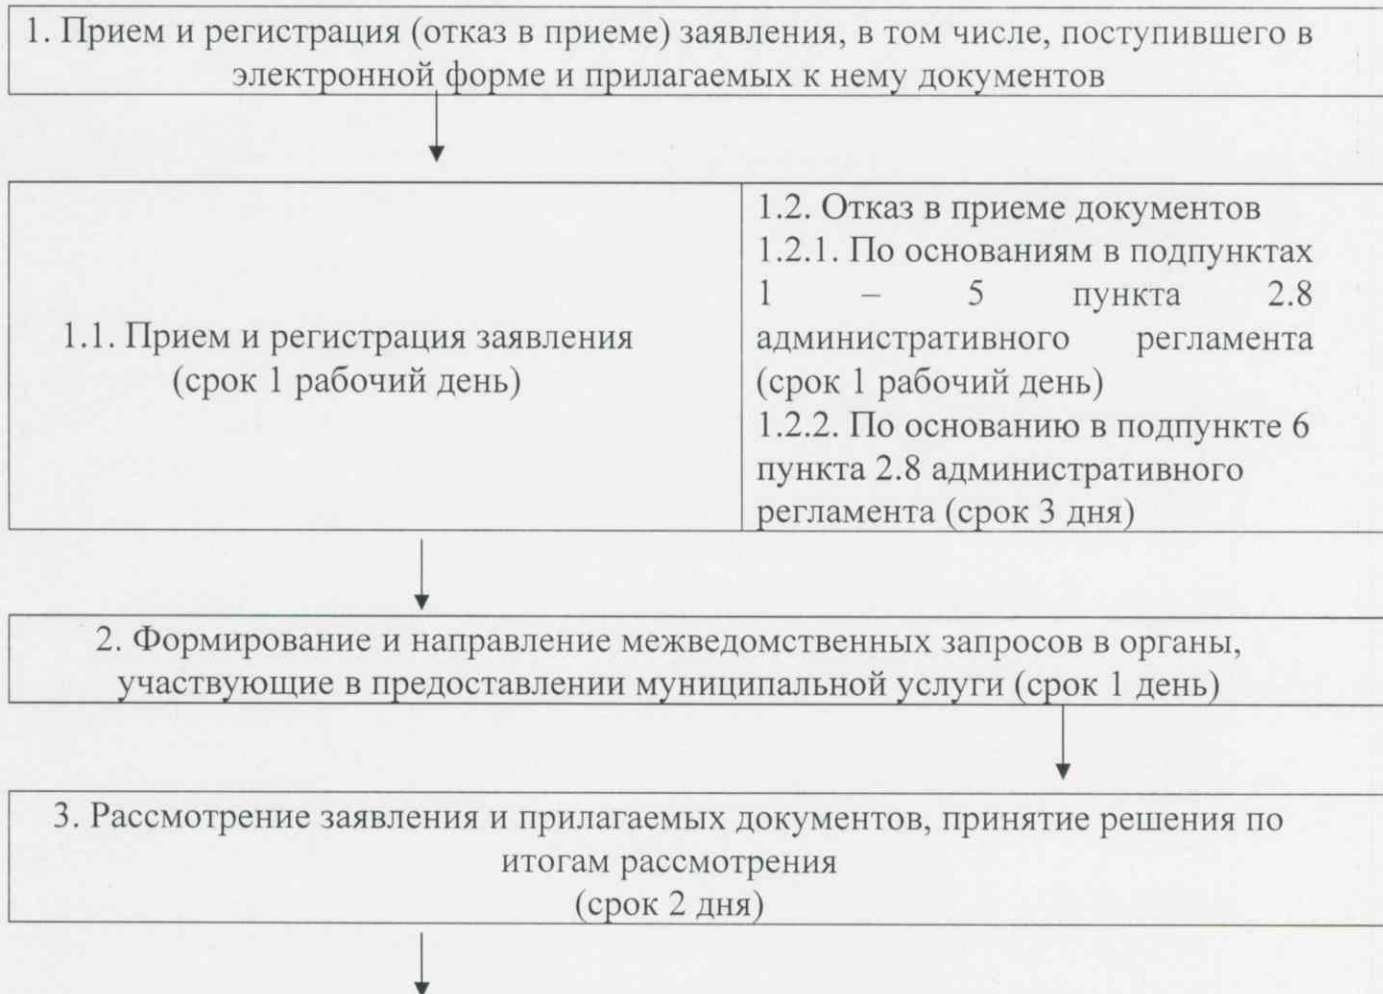 1. Прием и регистрация (отказ в приеме) заявления, в том числе, поступившего в
электронной форме и прилагаемых к нему документов
1.1. Прием и регистрация заявления
(срок 1 рабочий день)
1.2. Отказ в приеме документов
1.2.1. По основаниям в подпунктах
1 – 5 пункта 2.8
административного регламента
(срок 1 рабочий день)
1.2.2. По основанию в подпункте 6
пункта 2.8 административного
регламента (срок 3 дня)
2. Формирование и направление межведомственных запросов в органы,
участвующие в предоставлении муниципальной услуги (срок 1 день)
3. Рассмотрение заявления и прилагаемых документов, принятие решения по
итогам рассмотрения
(срок 2 дня)